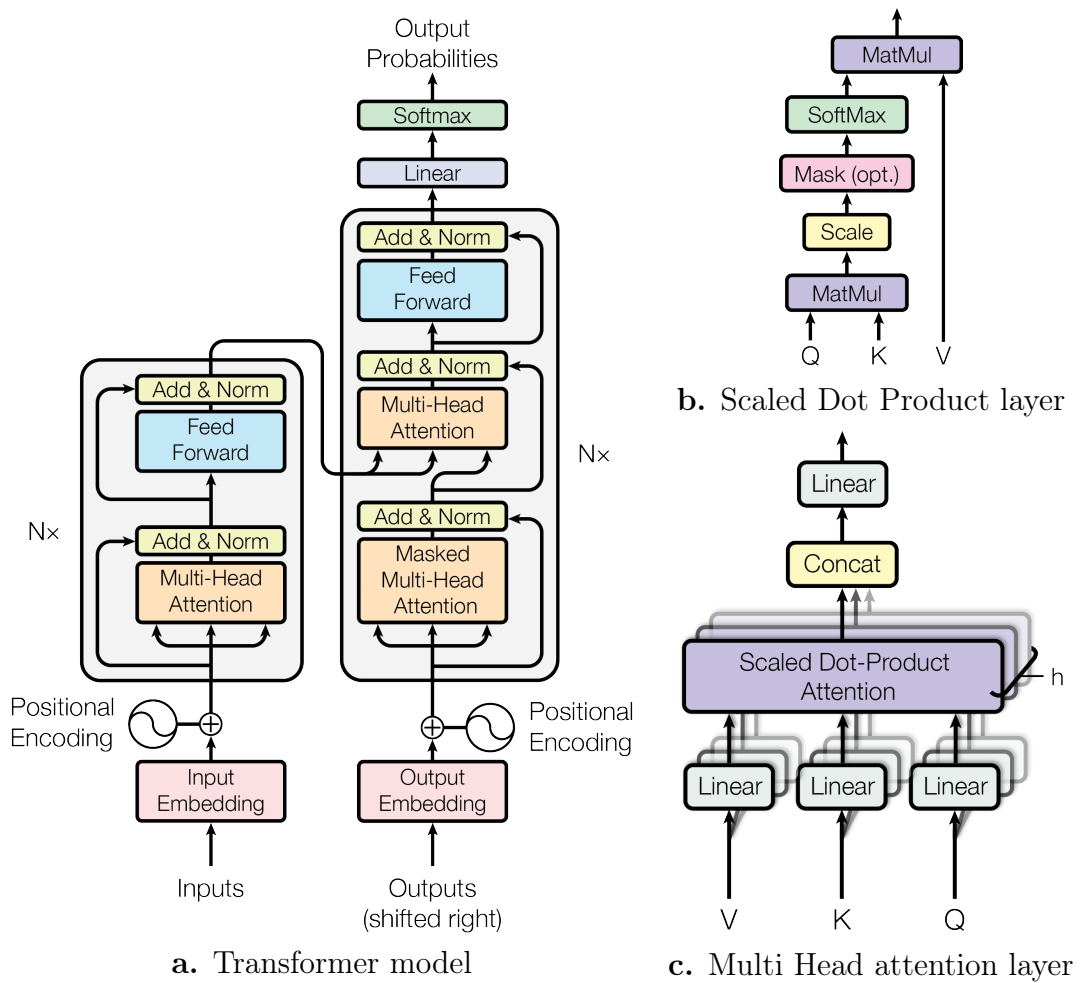 Output
Probabilities
Softmax
Linear
Add & Norm
Feed
Forward
Add & Norm
Multi-Head
Attention
Add & Norm
Masked
Multi-Head
Attention
N×
Add & Norm
Feed
Forward
Add & Norm
Multi-Head
Attention
N×
Positional
Encoding
Positional
Encoding
Input
Embedding
Output
Embedding
Inputs
Outputs
(shifted right)
a. Transformer model
MatMul
SoftMax
Mask (opt.)
Scale
MatMul
Q K V
b. Scaled Dot Product layer
Linear
Concat
Scaled Dot-Product
Attention
h
Linear Linear Linear
V K Q
c. Multi Head attention layer